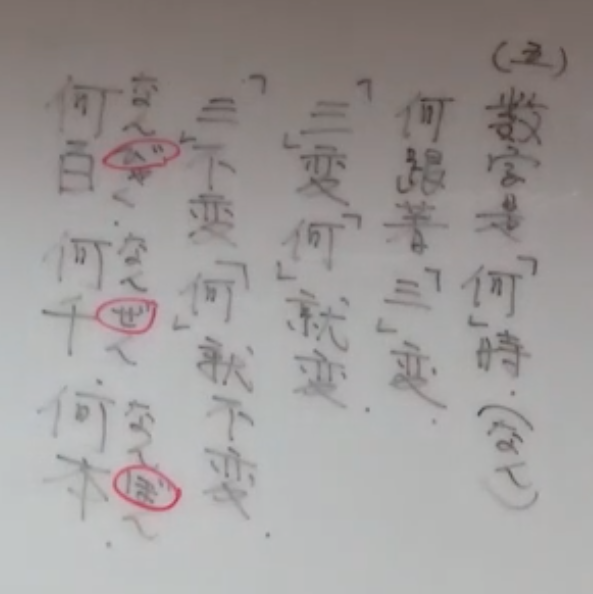 (五)
数字是「何」時.(なん)
何跟著「三」変.
「三」変「何」就変.
「三」不変「何」就不変.
なんびゃく.なんぜんなんぼん
何百.何千何本.